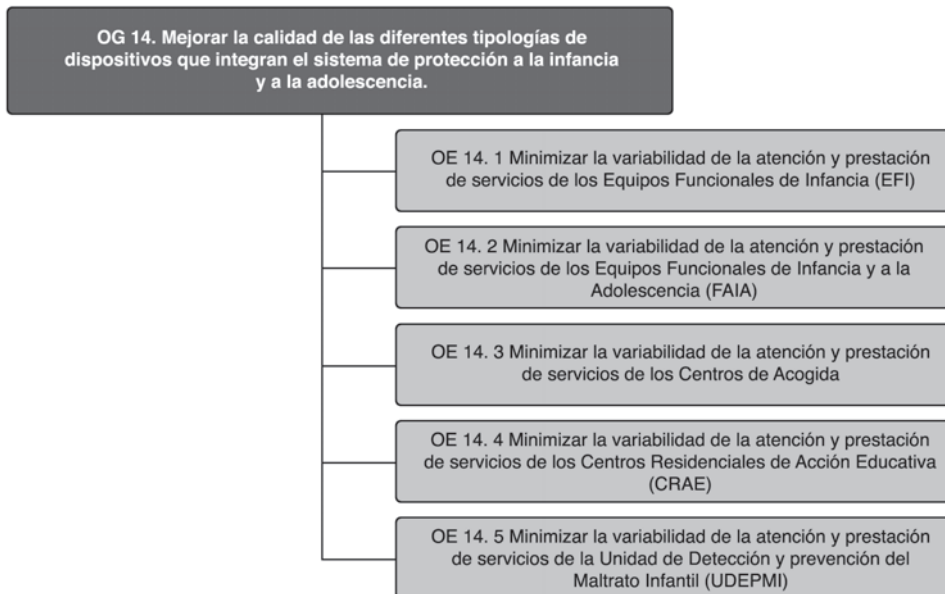 OG 14. Mejorar la calidad de las diferentes tipologías de
dispositivos que integran el sistema de protección a la infancia
y a la adolescencia.
OE 14. 1 Minimizar la variabilidad de la atención y prestación
de servicios de los Equipos Funcionales de Infancia (EFI)
OE 14. 2 Minimizar la variabilidad de la atención y prestación
de servicios de los Equipos Funcionales de Infancia y a la
Adolescencia (FAIA)
OE 14. 3 Minimizar la variabilidad de la atención y prestación
de servicios de los Centros de Acogida
OE 14. 4 Minimizar la variabilidad de la atención y prestación
de servicios de los Centros Residenciales de Acción Educativa
(CRAE)
OE 14. 5 Minimizar la variabilidad de la atención y prestación
de servicios de la Unidad de Detección y prevención del
Maltrato Infantil (UDEPMI)